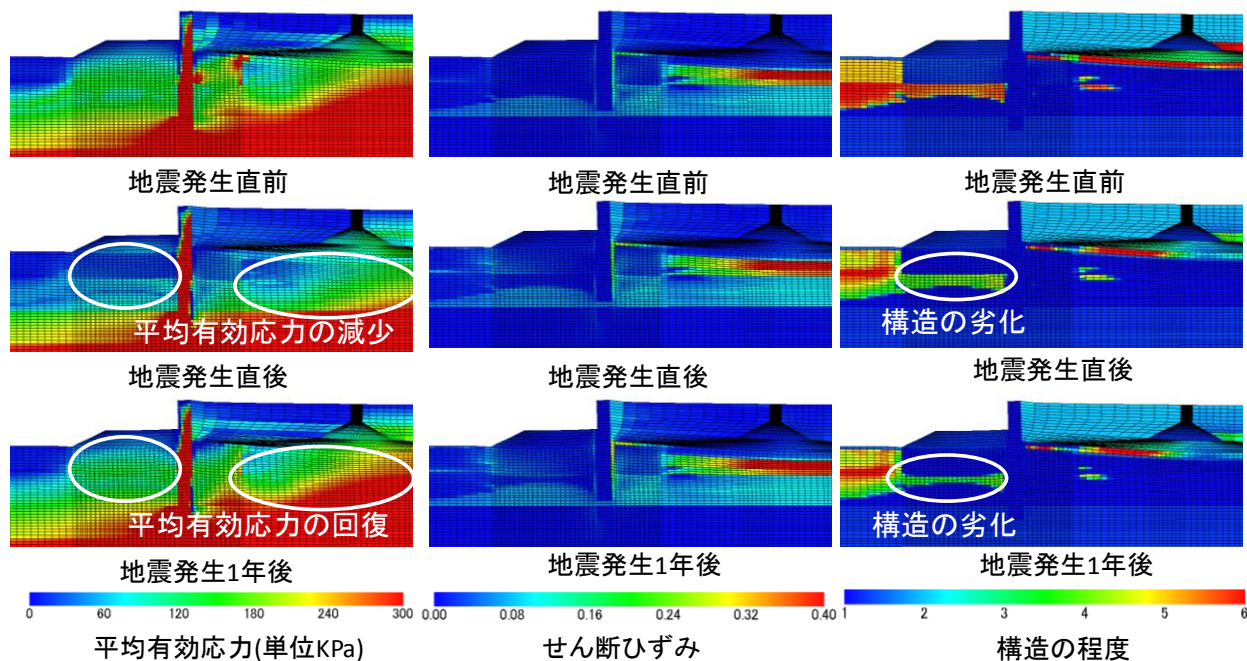 地震発生直前
地震発生直前
地震発生直前
平均有効応力の減少
構造の劣化
地震発生直後
地震発生直後
地震発生直後
平均有効応力の回復
構造の劣化
地震発生1年後
地震発生1年後
地震発生1年後
0 60 120 180 240 300
0.00 0.08 0.16 0.24 0.32 0.40
1 2 3 4 5 6
平均有効応力(単位KPa)
せん断ひずみ
構造の程度